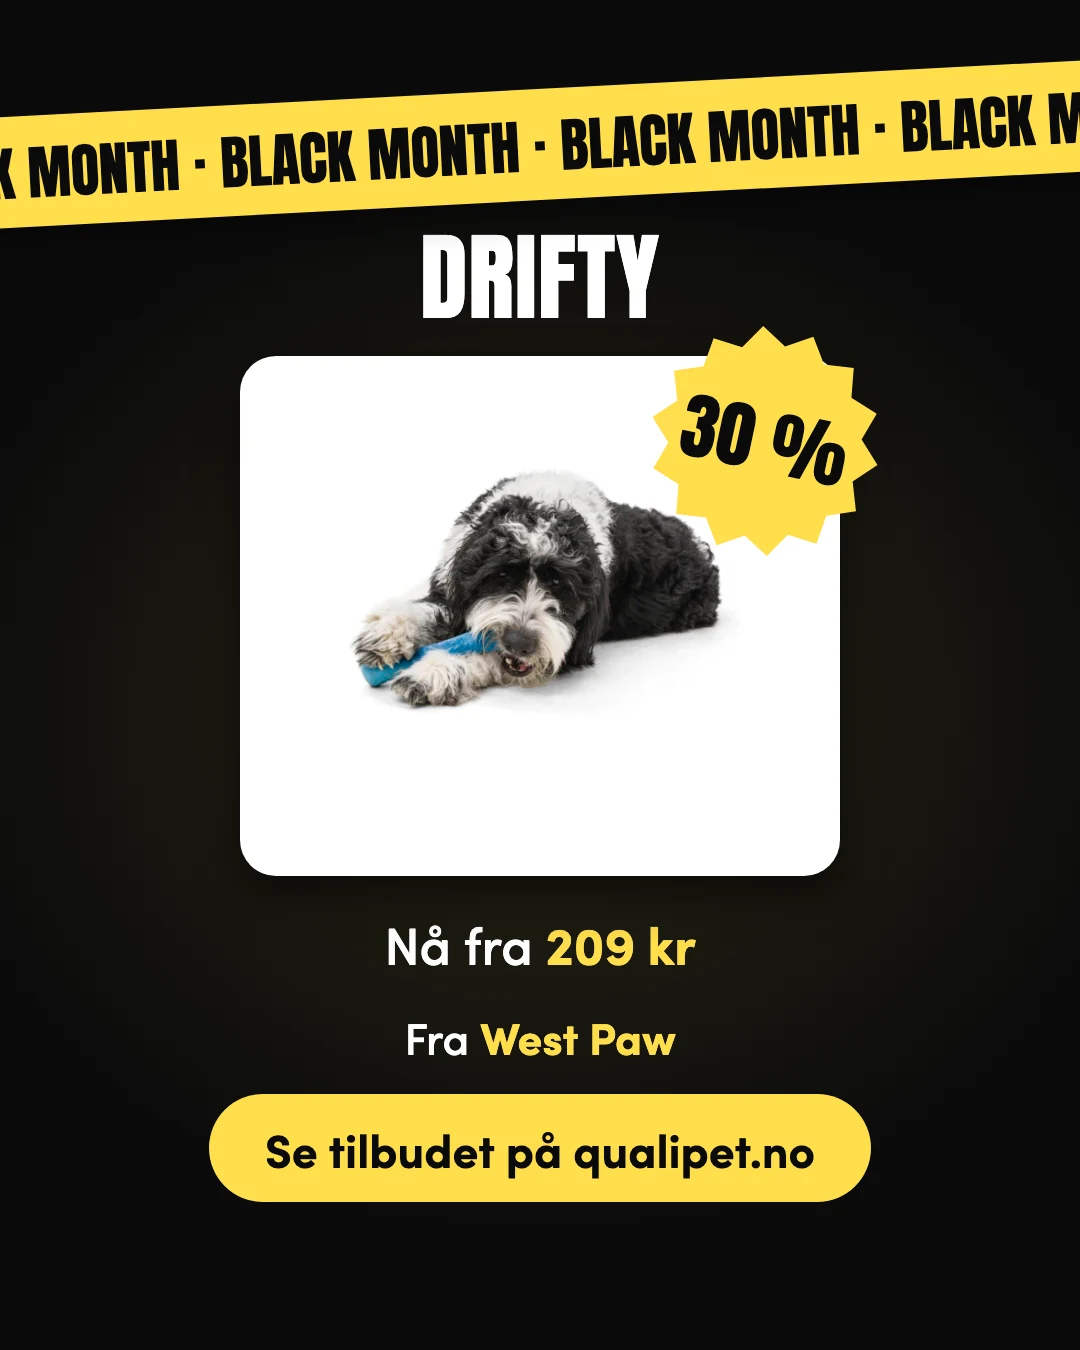 K MONTH · BLACK MONTH · BLACK MONTH · BLACK M
DRIFTY
30 %
Nå fra 209 kr
Fra West Paw
Se tilbudet på qualipet.no